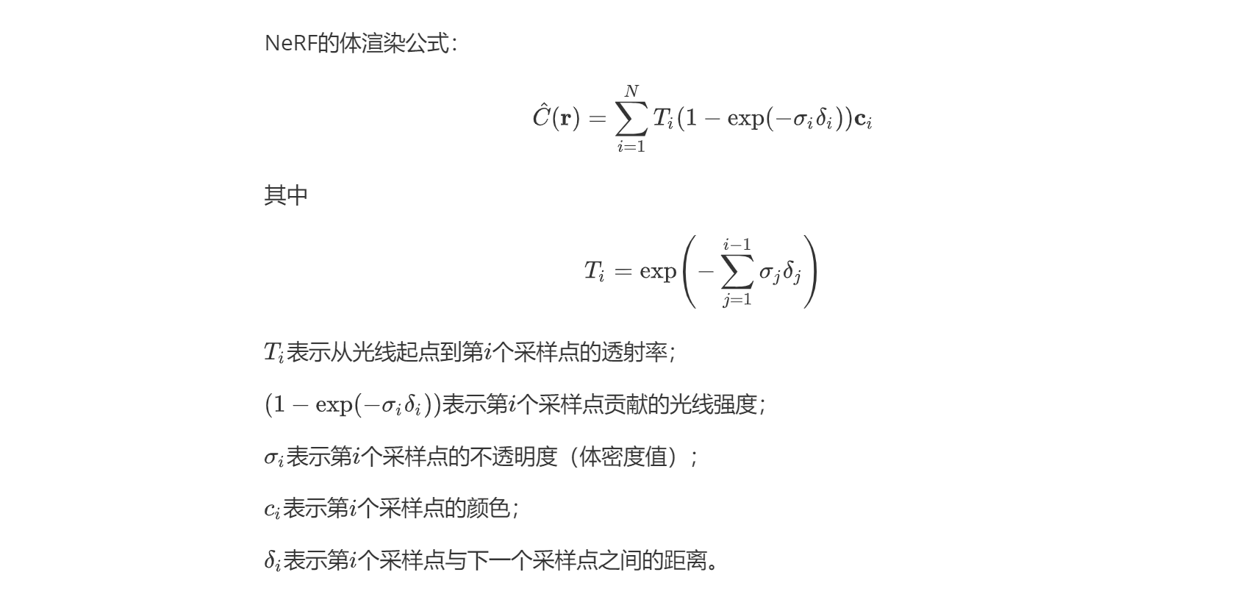 NeRF的体渲染公式：
$$\hat{C}(\mathbf{r}) = \sum_{i=1}^{N} T_i (1 - \exp(-\sigma_i \delta_i)) \mathbf{c}_i$$
其中
$$T_i = \exp\left(-\sum_{j=1}^{i-1} \sigma_j \delta_j\right)$$
$T_i$表示从光线起点到第$i$个采样点的透射率；
$(1 - \exp(-\sigma_i \delta_i))$表示第$i$个采样点贡献的光线强度；
$\sigma_i$表示第$i$个采样点的不透明度（体密度值）；
$c_i$表示第$i$个采样点的颜色；
$\delta_i$表示第$i$个采样点与下一个采样点之间的距离。